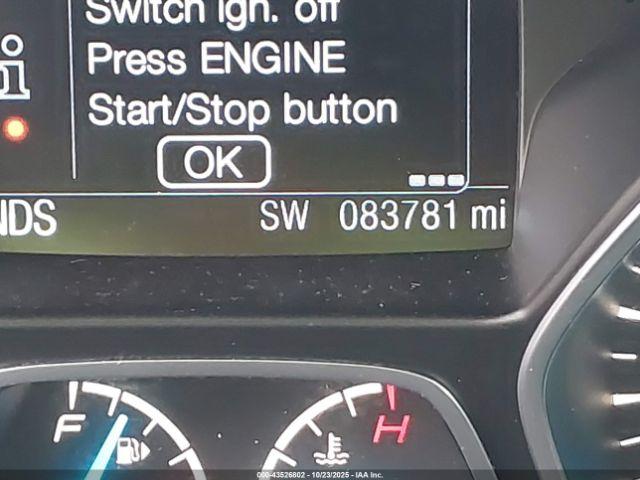 Switch ign. off
Press ENGINE
Start/Stop button
OK
NDS SW 083781 mi
F H
000-43526802 - 10/23/2025 - IAA Inc.